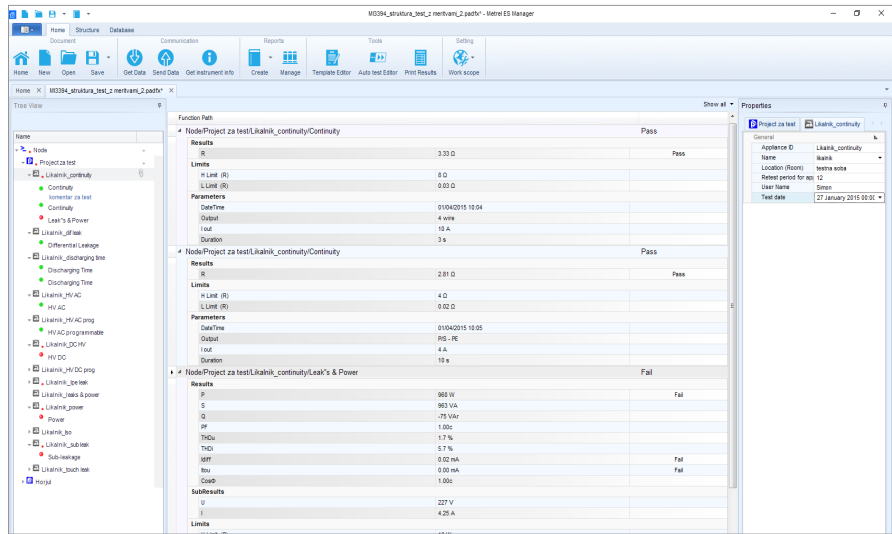 MI3394_struktura_test_z meritvami_2.padfx* - Metrel ES Manager
Home Structure Database
Document Communication Reports Tools Setting
Home New Open Save Get Data Send Data Get instrument info Create Manage Template Editor Auto test Editor Print Results Work scope
Home MI3394_struktura_test_z meritvami_2.padfx*
Tree View
Name
Node
Project za test
Likalnik_continuity
Continuity
komentar za test
Continuity
Leak"s & Power
Likalnik_dif leak
Differential Leakage
Likalnik_discharging time
Discharging Time
Discharging Time
Likalnik_HV AC
HV AC
Likalnik_HV AC prog
HV AC programmable
Likalnik_DC HV
HV DC
Likalnik_HV DC prog
Likalnik_Ipe leak
Likalnik_leaks & power
Likalnik_power
Power
Likalnik_Iso
Likalnik_sub leak
Sub-leakage
Likalnik_touch leak
Horjul
Show all
Function Path
Node/Project za test/Likalnik_continuity/Continuity Pass
Results
R 3.33 Ω Pass
Limits
H Limit (R) 8 Ω
L Limit (R) 0.03 Ω
Parameters
DateTime 01/04/2015 10:04
Output 4 wire
I out 10 A
Duration 3 s
Node/Project za test/Likalnik_continuity/Continuity Pass
Results
R 2.81 Ω Pass
Limits
H Limit (R) 4 Ω
L Limit (R) 0.02 Ω
Parameters
DateTime 01/04/2015 10:05
Output P/S - PE
I out 4 A
Duration 10 s
Node/Project za test/Likalnik_continuity/Leak"s & Power Fail
Results
P 960 W Fail
S 963 VA
Q -75 VAr
Pf 1.00c
THDu 1.7 %
THDi 5.7 %
Idiff 0.02 mA Fail
Itou 0.00 mA Fail
CosΦ 1.00c
SubResults
U 227 V
I 4.25 A
Limits
Properties
Project za test Likalnik_continuity
General
Appliance ID Likalnik_continuity
Name likalnik
Location (Room) testna soba
Retest period for app 12
User Name Simon
Test date 27 January 2015 00:00